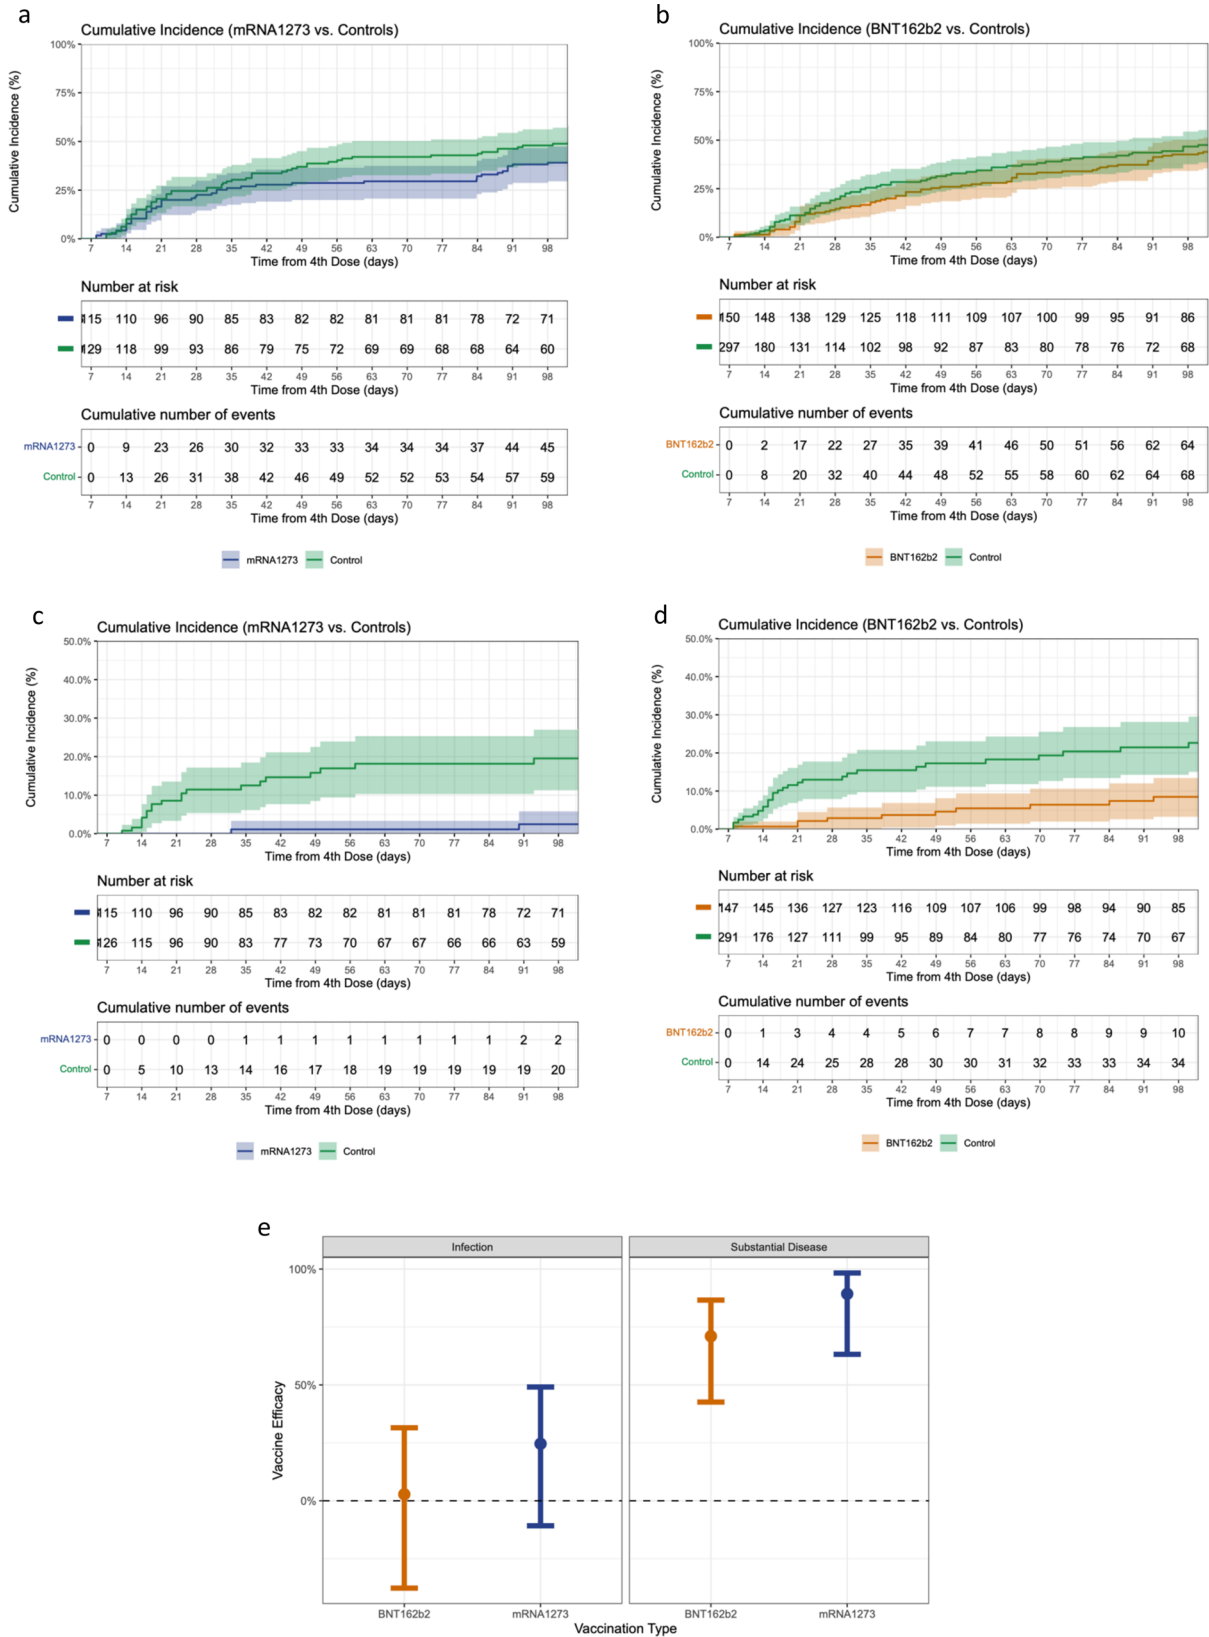 a
Cumulative Incidence (mRNA1273 vs. Controls)
Cumulative Incidence (%)
100%
75%
50%
25%
0%
7 14 21 28 35 42 49 56 63 70 77 84 91 98
Time from 4th Dose (days)
Number at risk
115 110 96 90 85 83 82 82 81 81 81 78 72 71
129 118 99 93 86 79 75 72 69 69 68 68 64 60
7 14 21 28 35 42 49 56 63 70 77 84 91 98
Time from 4th Dose (days)
Cumulative number of events
mRNA1273 0 9 23 26 30 32 33 33 34 34 34 37 44 45
Control 0 13 26 31 38 42 46 49 52 52 53 54 57 59
7 14 21 28 35 42 49 56 63 70 77 84 91 98
Time from 4th Dose (days)
mRNA1273 Control
b
Cumulative Incidence (BNT162b2 vs. Controls)
Cumulative Incidence (%)
100%
75%
50%
25%
0%
7 14 21 28 35 42 49 56 63 70 77 84 91 98
Time from 4th Dose (days)
Number at risk
150 148 138 129 125 118 111 109 107 100 99 95 91 86
297 180 131 114 102 98 92 87 83 80 78 76 72 68
7 14 21 28 35 42 49 56 63 70 77 84 91 98
Time from 4th Dose (days)
Cumulative number of events
BNT162b2 0 2 17 22 27 35 39 41 46 50 51 56 62 64
Control 0 8 20 32 40 44 48 52 55 58 60 62 64 68
7 14 21 28 35 42 49 56 63 70 77 84 91 98
Time from 4th Dose (days)
BNT162b2 Control
c
Cumulative Incidence (mRNA1273 vs. Controls)
Cumulative Incidence (%)
50.0%
40.0%
30.0%
20.0%
10.0%
0.0%
7 14 21 28 35 42 49 56 63 70 77 84 91 98
Time from 4th Dose (days)
Number at risk
115 110 96 90 85 83 82 82 81 81 81 78 72 71
126 115 96 90 83 77 73 70 67 67 66 66 63 59
7 14 21 28 35 42 49 56 63 70 77 84 91 98
Time from 4th Dose (days)
Cumulative number of events
mRNA1273 0 0 0 0 1 1 1 1 1 1 1 1 2 2
Control 0 5 10 13 14 16 17 18 19 19 19 19 19 20
7 14 21 28 35 42 49 56 63 70 77 84 91 98
Time from 4th Dose (days)
mRNA1273 Control
d
Cumulative Incidence (BNT162b2 vs. Controls)
Cumulative Incidence (%)
50.0%
40.0%
30.0%
20.0%
10.0%
0.0%
7 14 21 28 35 42 49 56 63 70 77 84 91 98
Time from 4th Dose (days)
Number at risk
147 145 136 127 123 116 109 107 106 99 98 94 90 85
291 176 127 111 99 95 89 84 80 77 76 74 70 67
7 14 21 28 35 42 49 56 63 70 77 84 91 98
Time from 4th Dose (days)
Cumulative number of events
BNT162b2 0 1 3 4 4 5 6 7 7 8 8 9 9 10
Control 0 14 24 25 28 28 30 30 31 32 33 33 34 34
7 14 21 28 35 42 49 56 63 70 77 84 91 98
Time from 4th Dose (days)
BNT162b2 Control
e
Infection Substantial Disease
Vaccine Efficacy
100%
50%
0%
BNT162b2 mRNA1273 BNT162b2 mRNA1273
Vaccination Type